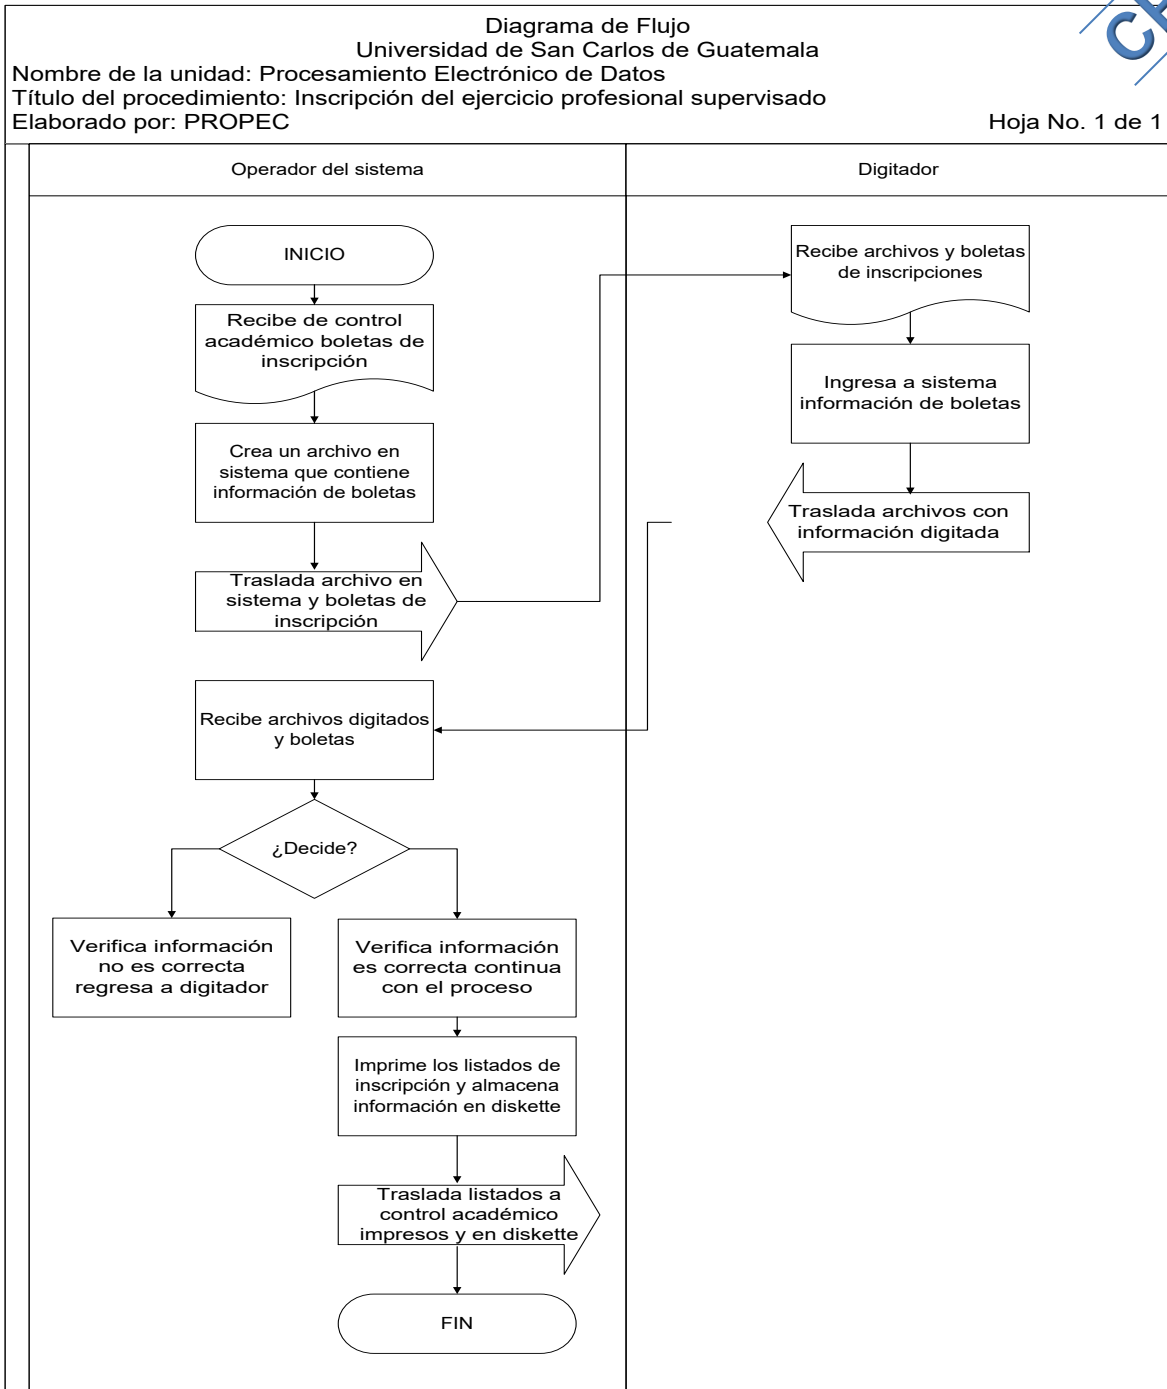 Diagrama de Flujo
Universidad de San Carlos de Guatemala
Nombre de la unidad: Procesamiento Electrónico de Datos
Título del procedimiento: Inscripción del ejercicio profesional supervisado
Elaborado por: PROPEC
Hoja No. 1 de 1
Operador del sistema
Digitador
INICIO
Recibe de control
académico boletas de
inscripción
Crea un archivo en
sistema que contiene
información de boletas
Traslada archivo en
sistema y boletas de
inscripción
Recibe archivos y boletas
de inscripciones
Ingresa a sistema
información de boletas
Traslada archivos con
información digitada
Recibe archivos digitados
y boletas
¿Decide?
Verifica información
no es correcta
regresa a digitador
Verifica información
es correcta continua
con el proceso
Imprime los listados de
inscripción y almacena
información en diskette
Traslada listados a
control académico
impresos y en diskette
FIN